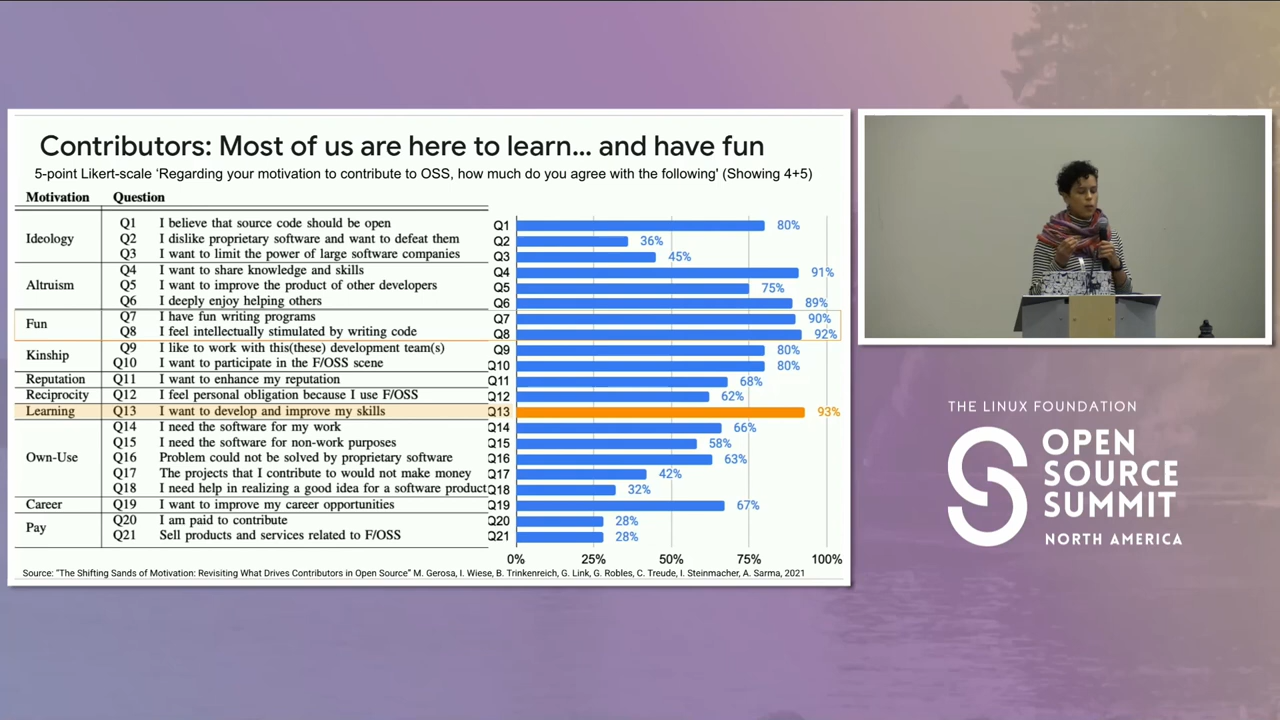 Contributors: Most of us are here to learn... and have fun
5-point Likert-scale ‘Regarding your motivation to contribute to OSS, how much do you agree with the following' (Showing 4+5)
Motivation Question
Ideology
Q1 I believe that source code should be open
Q2 I dislike proprietary software and want to defeat them
Q3 I want to limit the power of large software companies
Altruism
Q4 I want to share knowledge and skills
Q5 I want to improve the product of other developers
Q6 I deeply enjoy helping others
Fun
Q7 I have fun writing programs
Q8 I feel intellectually stimulated by writing code
Kinship
Q9 I like to work with this(these) development team(s)
Q10 I want to participate in the F/OSS scene
Reputation Q11 I want to enhance my reputation
Reciprocity Q12 I feel personal obligation because I use F/OSS
Learning Q13 I want to develop and improve my skills
Own-Use
Q14 I need the software for my work
Q15 I need the software for non-work purposes
Q16 Problem could not be solved by proprietary software
Q17 The projects that I contribute to would not make money
Q18 I need help in realizing a good idea for a software product
Career Q19 I want to improve my career opportunities
Pay
Q20 I am paid to contribute
Q21 Sell products and services related to F/OSS
Q1 80%
Q2 36%
Q3 45%
Q4 91%
Q5 75%
Q6 89%
Q7 90%
Q8 92%
Q9 80%
Q10 80%
Q11 68%
Q12 62%
Q13 93%
Q14 66%
Q15 58%
Q16 63%
Q17 42%
Q18 32%
Q19 67%
Q20 28%
Q21 28%
0% 25% 50% 75% 100%
Source: "The Shifting Sands of Motivation: Revisiting What Drives Contributors in Open Source" M. Gerosa, I. Wiese, B. Trinkenreich, G. Link, G. Robles, C. Treude, I. Steinmacher, A. Sarma, 2021
THE LINUX FOUNDATION
OPEN
SOURCE
SUMMIT
NORTH AMERICA